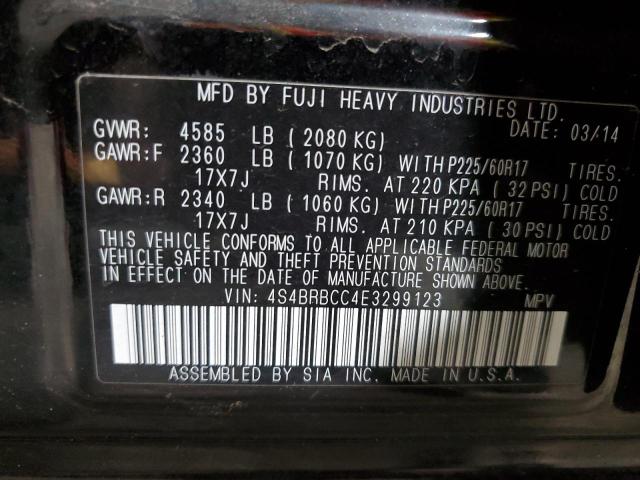 MFD BY FUJI HEAVY INDUSTRIES LTD.
DATE: 03/14
GVWR: 4585 LB ( 2080 KG)
GAWR:F 2360 LB ( 1070 KG) WITH P225/60R17 TIRES.
17X7J RIMS. AT 220 KPA ( 32 PSI) COLD
GAWR:R 2340 LB ( 1060 KG) WITH P225/60R17 TIRES.
17X7J RIMS. AT 210 KPA ( 30 PSI) COLD
THIS VEHICLE CONFORMS TO ALL APPLICABLE FEDERAL MOTOR
VEHICLE SAFETY AND THEFT PREVENTION STANDARDS
IN EFFECT ON THE DATE OF MANUFACTURE SHOWN ABOVE.
VIN: 4S4BRBCC4E3299123 MPV
ASSEMBLED BY SIA INC. MADE IN U.S.A.